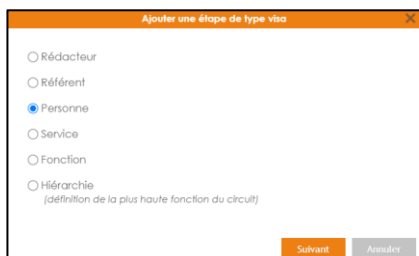 Ajouter une étape de type visa
Rédacteur
Référent
Personne
Service
Fonction
Hiérarchie
(définition de la plus haute fonction du circuit)
Suivant Annuler